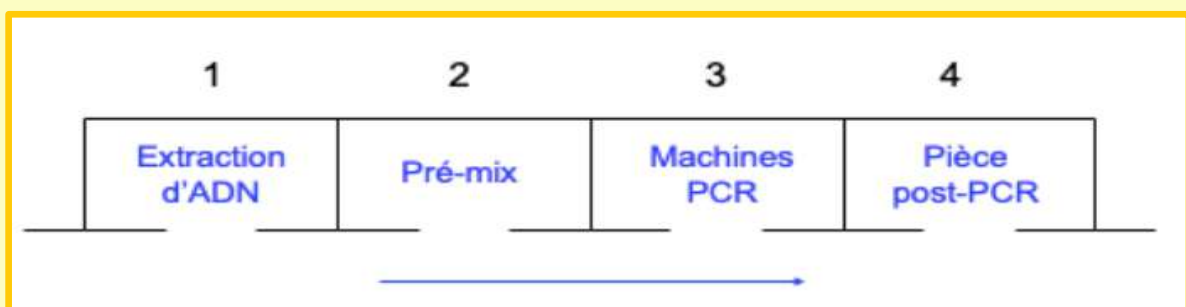 1 2 3 4
Extraction d'ADN
Pré-mix
Machines PCR
Pièce post-PCR